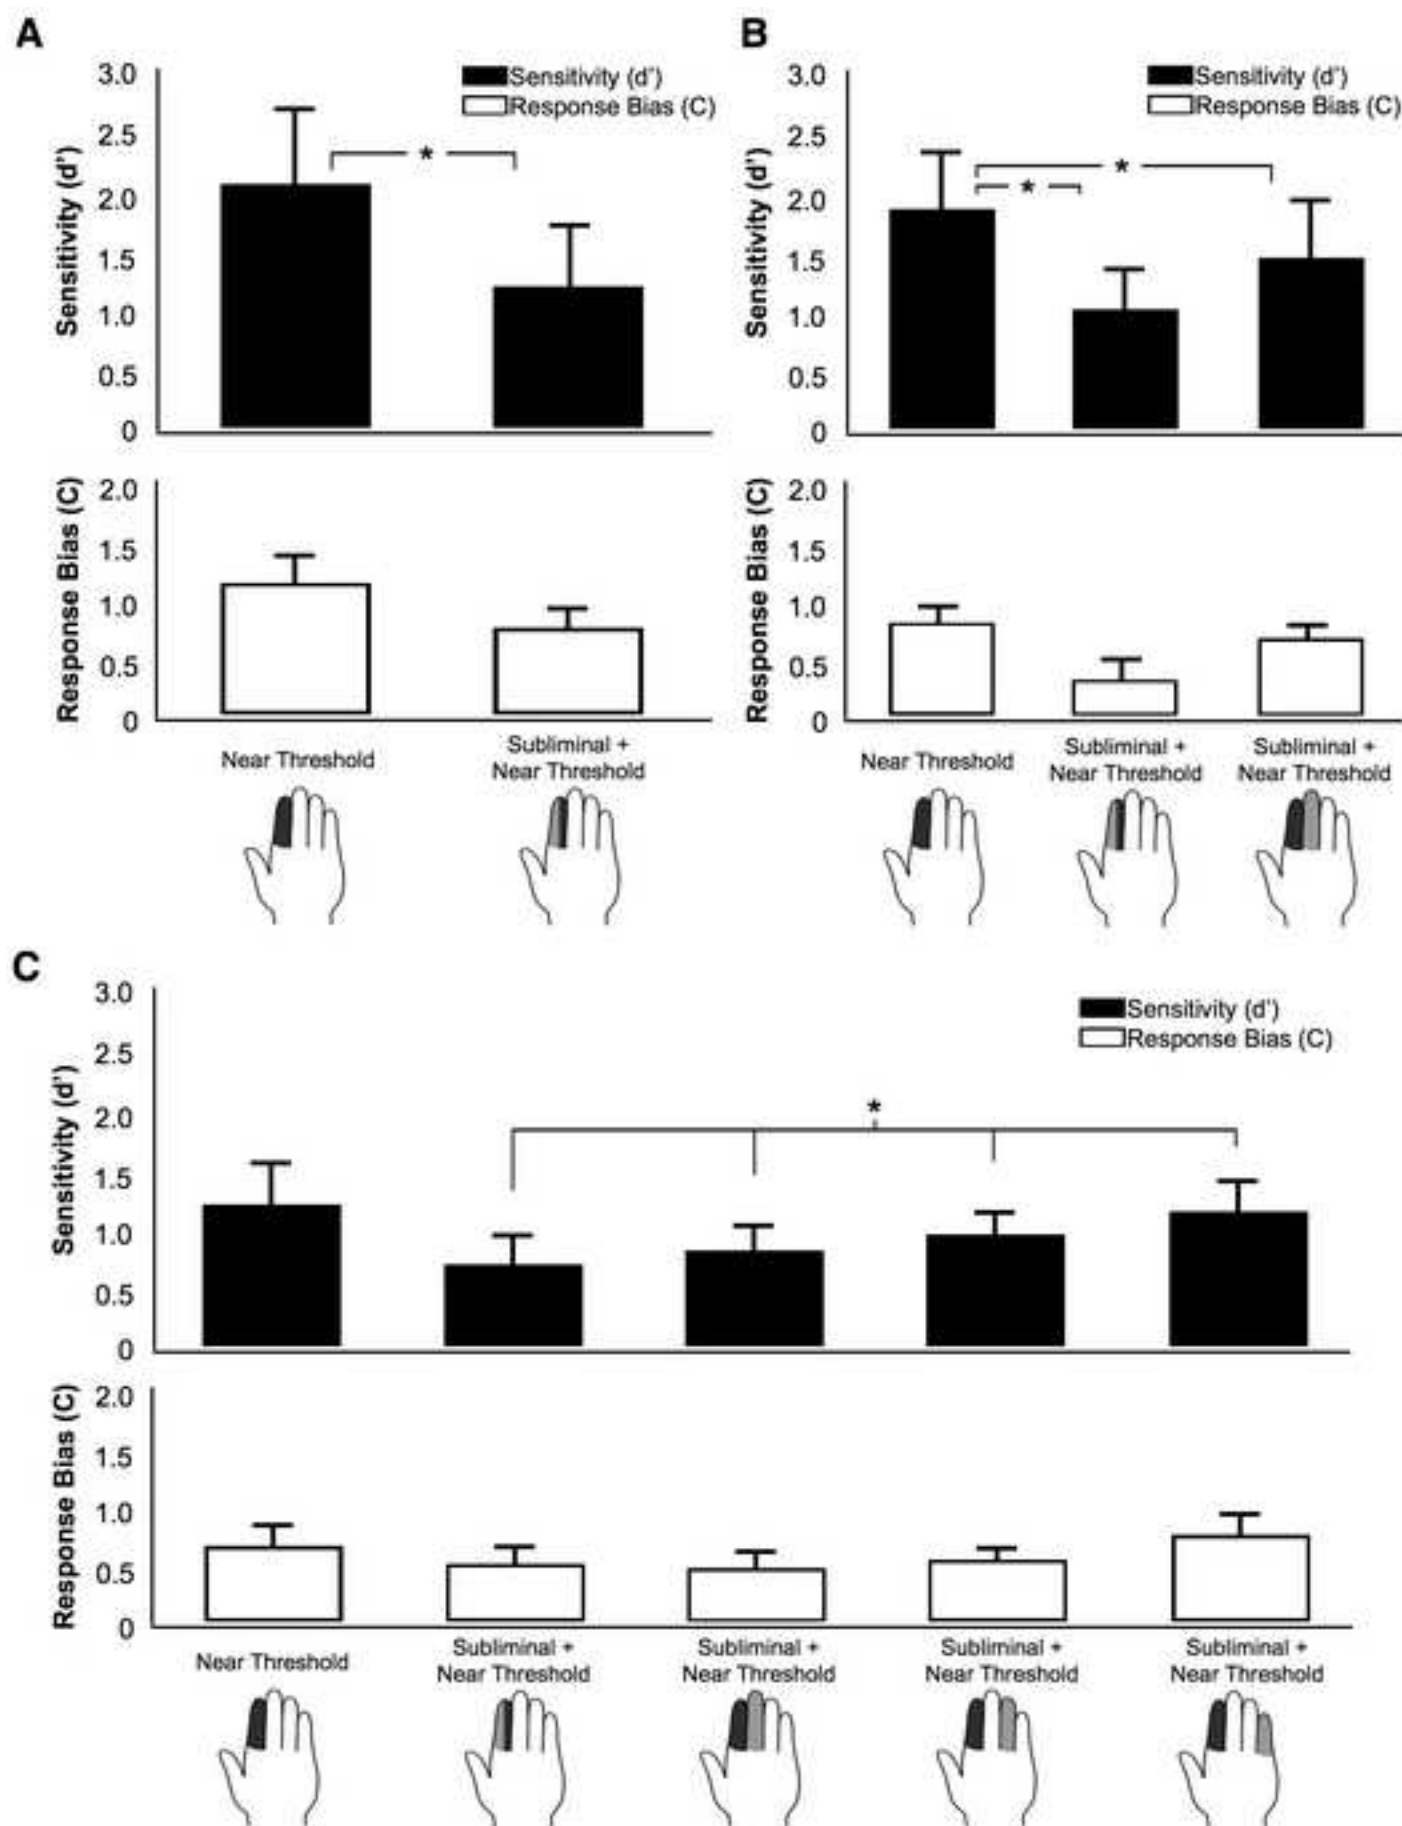 A
Sensitivity (d')
Response Bias (C)
3.0
2.5
2.0
1.5
1.0
0.5
0
Sensitivity (d')
*
2.0
1.5
1.0
0.5
0
Response Bias (C)
Near Threshold
Subliminal +
Near Threshold
B
Sensitivity (d')
Response Bias (C)
3.0
2.5
2.0
1.5
1.0
0.5
0
Sensitivity (d')
*
*
2.0
1.5
1.0
0.5
0
Response Bias (C)
Near Threshold
Subliminal +
Near Threshold
Subliminal +
Near Threshold
C
Sensitivity (d')
Response Bias (C)
3.0
2.5
2.0
1.5
1.0
0.5
0
Sensitivity (d')
*
2.0
1.5
1.0
0.5
0
Response Bias (C)
Near Threshold
Subliminal +
Near Threshold
Subliminal +
Near Threshold
Subliminal +
Near Threshold
Subliminal +
Near Threshold